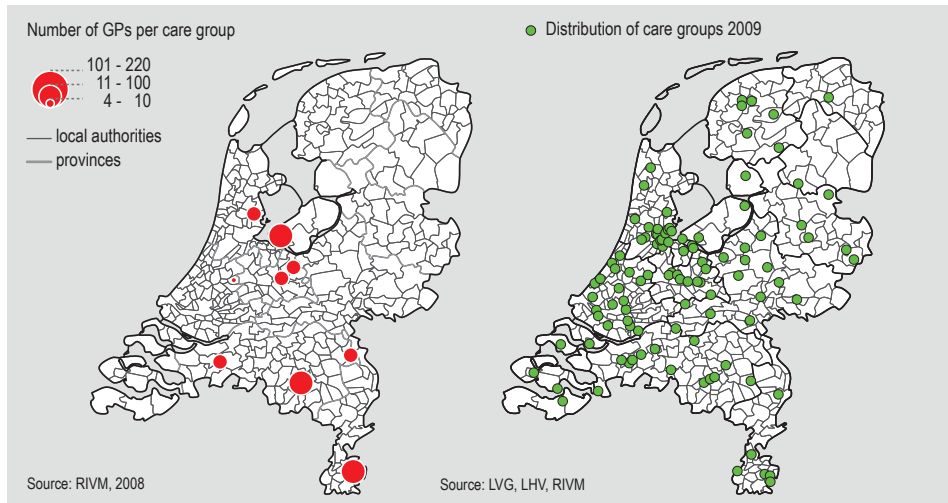 Number of GPs per care group
101 - 220
11 - 100
4 - 10
local authorities
provinces
Source: RIVM, 2008
Distribution of care groups 2009
Source: LVG, LHV, RIVM